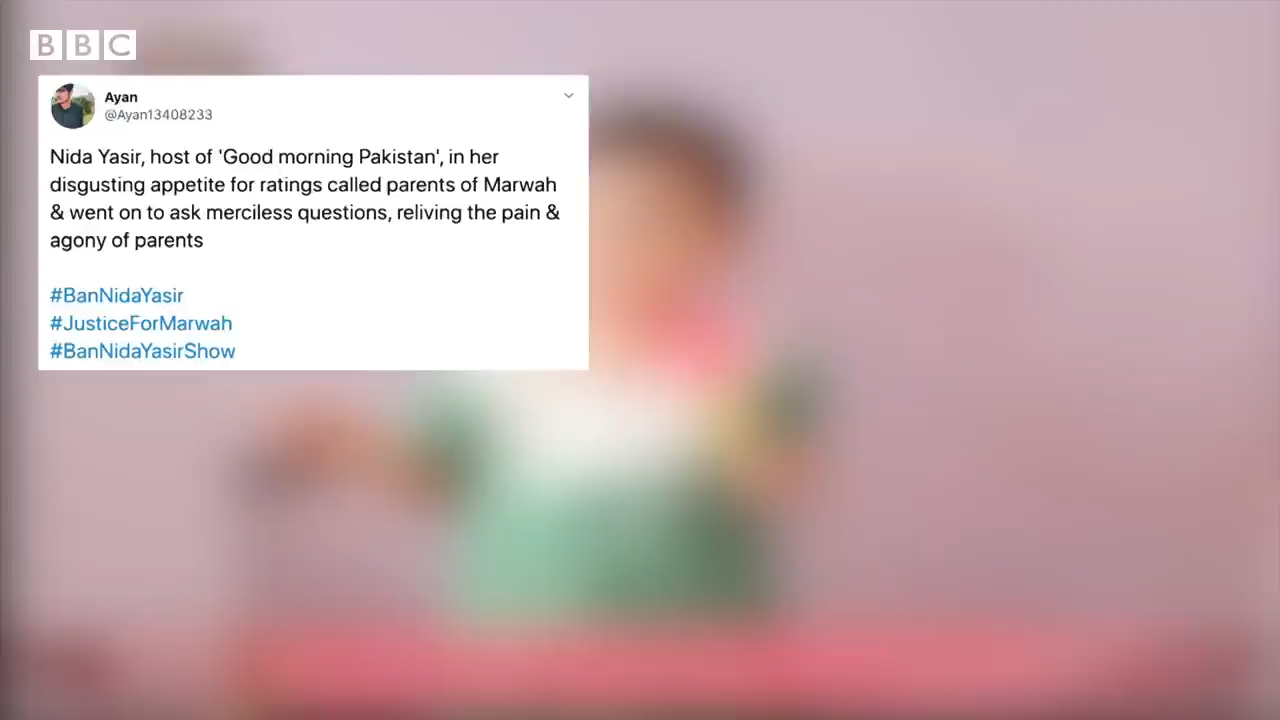 BBC
Ayan
@Ayan13408233
Nida Yasir, host of 'Good morning Pakistan', in her
disgusting appetite for ratings called parents of Marwah
& went on to ask merciless questions, reliving the pain &
agony of parents
#BanNidaYasir
#JusticeForMarwah
#BanNidaYasirShow